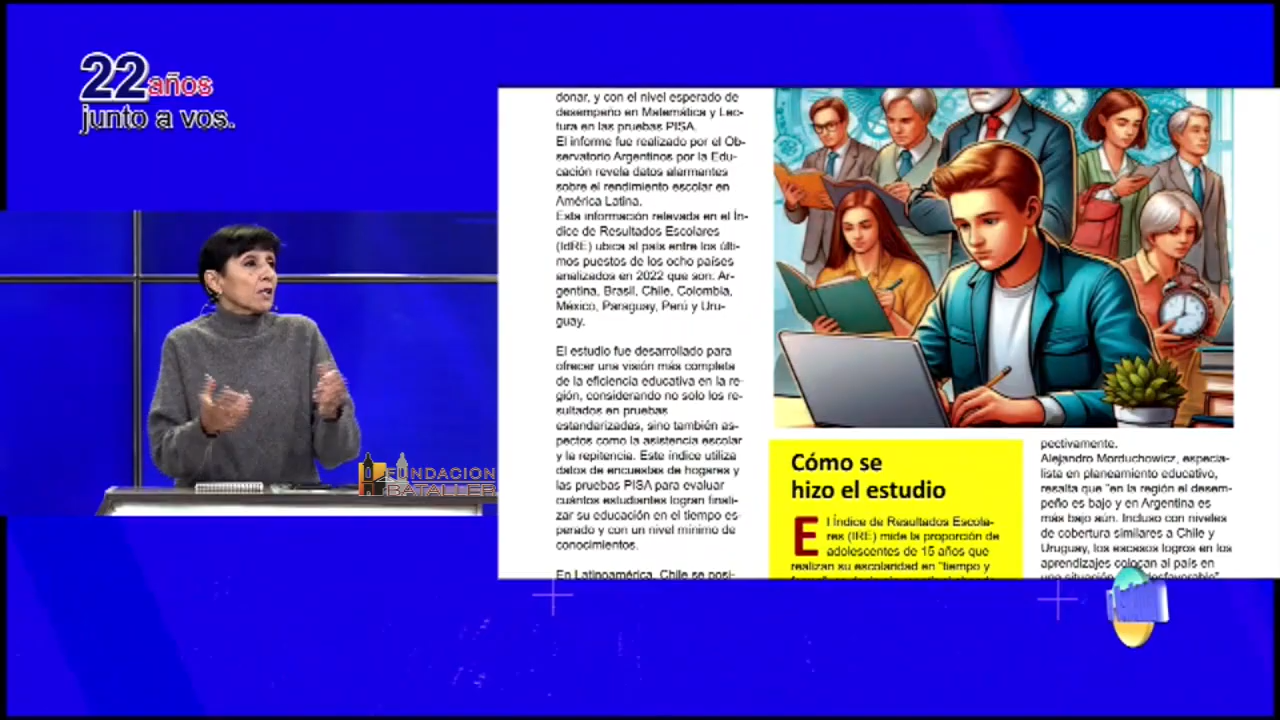 22 años
junto a vos.
FUNDACION
BATALLER
donar, y con el nivel esperado de
desempeño en Matemática y Lec-
tura en las pruebas PISA.
El informe fue realizado por el Ob-
servatorio Argentinos por la Edu-
cación revela datos alarmantes
sobre el rendimiento escolar en
América Latina.
Esta información relevada en el Ín-
dice de Resultados Escolares
(IdRE) ubica al país entre los últi-
mos puestos de los ocho países
analizados en 2022 que son: Ar-
gentina, Brasil, Chile, Colombia,
México, Paraguay, Perú y Uru-
guay.
El estudio fue desarrollado para
ofrecer una visión más completa
de la eficiencia educativa en la re-
gión, considerando no solo los re-
sultados en pruebas
estandarizadas, sino también as-
pectos como la asistencia escolar
y la repitencia. Este índice utiliza
datos de encuestas de hogares y
las pruebas PISA para evaluar
cuántos estudiantes logran finali-
zar su educación en el tiempo es-
perado y con un nivel mínimo de
conocimientos.
En Latinoamérica, Chile se posi-
Cómo se
hizo el estudio
El Índice de Resultados Escola-
res (IRE) mide la proporción de
adolescentes de 15 años que
realizan su escolaridad en "tiempo y
pectivamente.
Alejandro Morduchowicz, especia-
lista en planeamiento educativo,
resalta que "en la región el desem-
peño es bajo y en Argentina es
más bajo aún. Incluso con niveles
de cobertura similares a Chile y
Uruguay, los escasos logros en los
aprendizajes colocan al país en
una situación desfavorable"